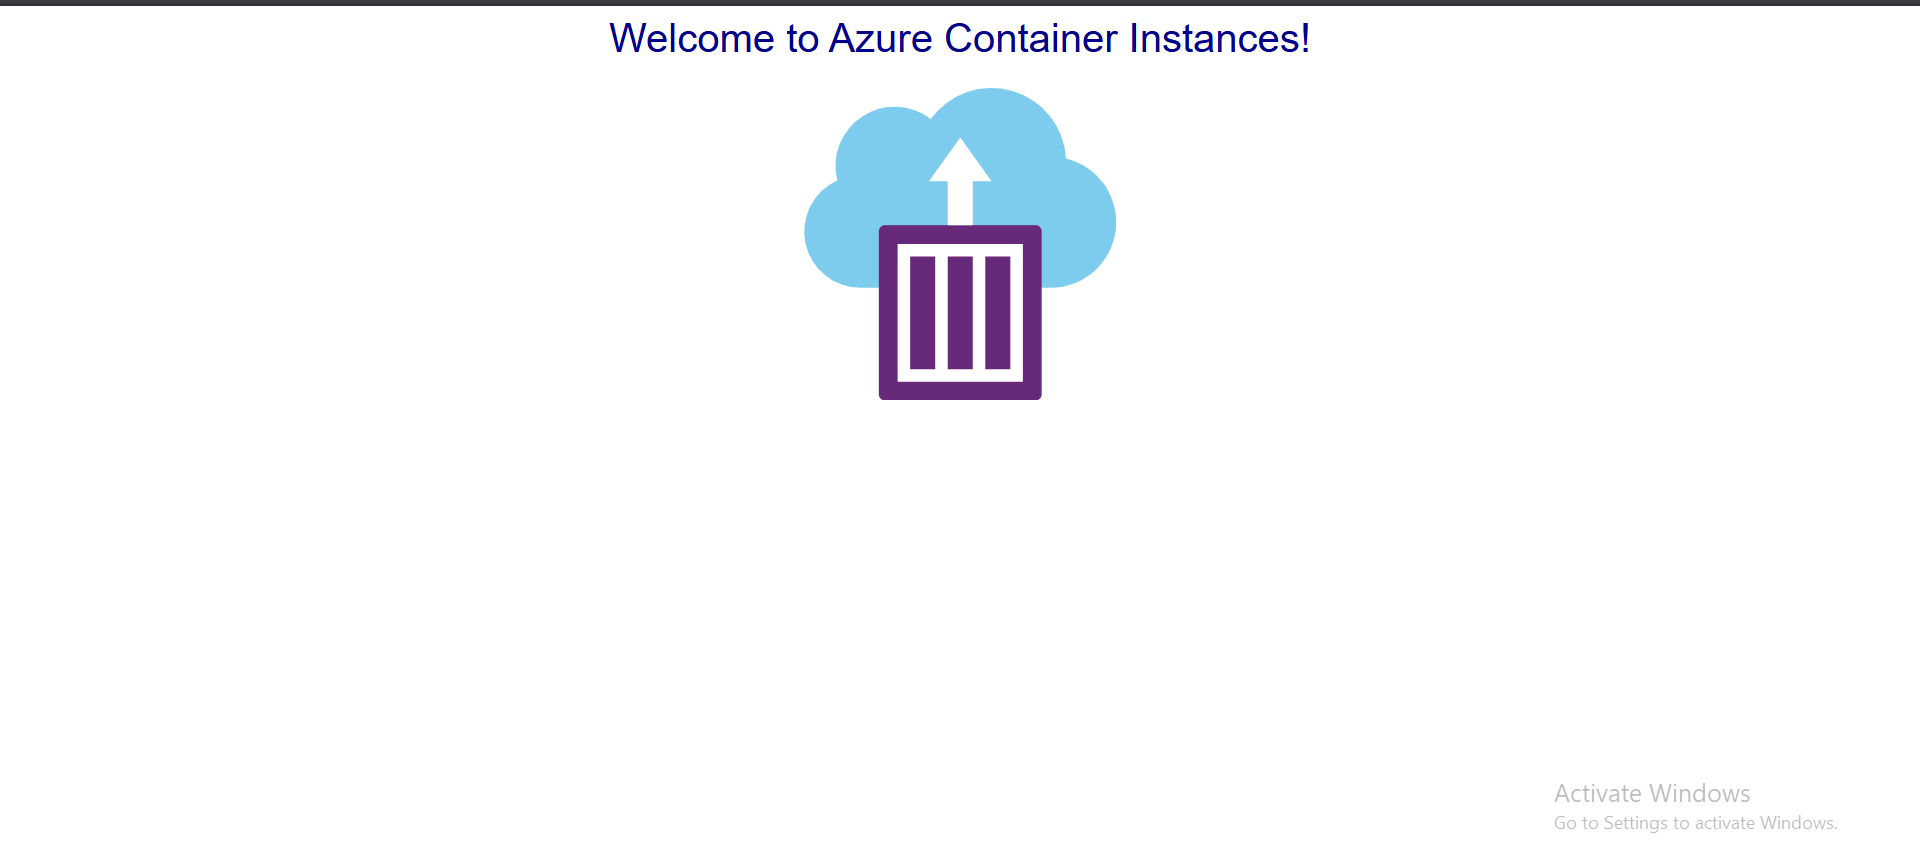 Welcome to Azure Container Instances!
Activate Windows
Go to Settings to activate Windows.